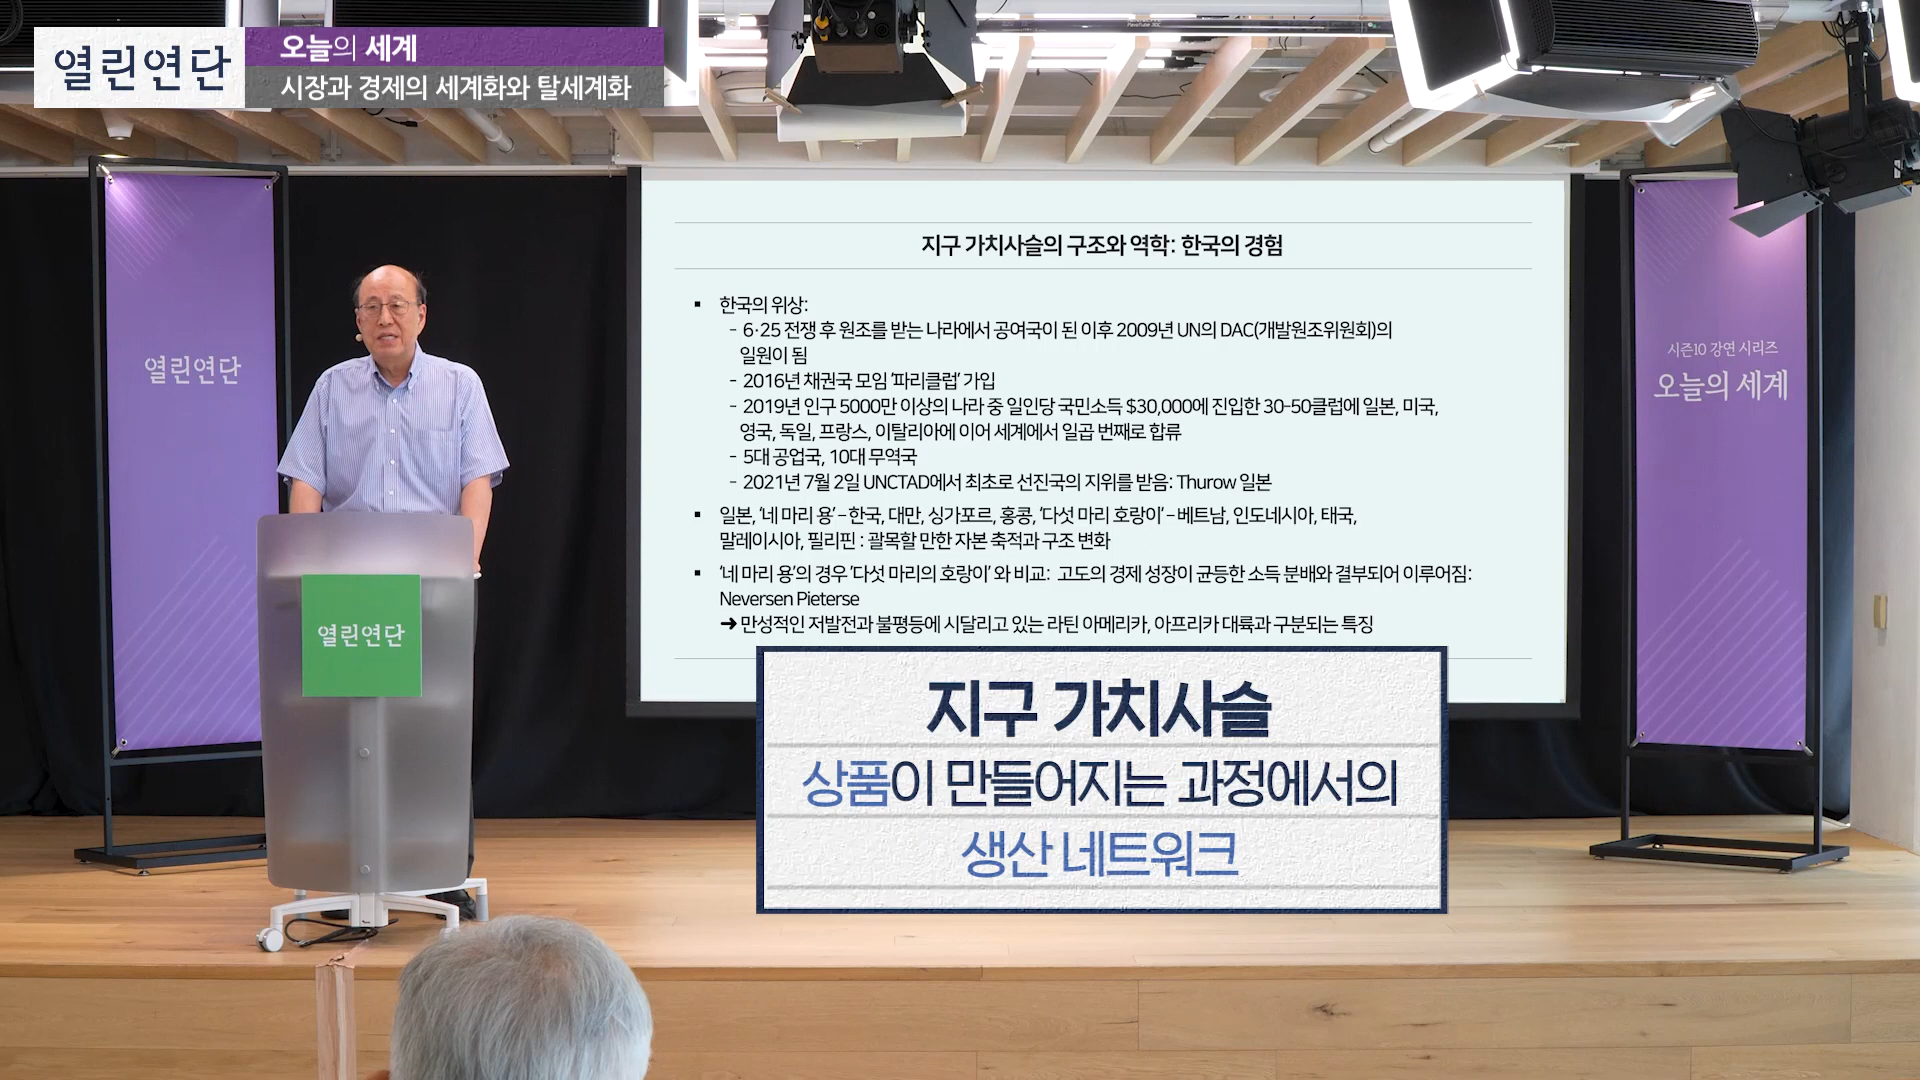 열린연단
오늘의 세계
시장과 경제의 세계화와 탈세계화
열린연단
열린연단
지구 가치사슬의 구조와 역학: 한국의 경험
▪ 한국의 위상:
- 6·25 전쟁 후 원조를 받는 나라에서 공여국이 된 이후 2009년 UN의 DAC(개발원조위원회)의
일원이 됨
- 2016년 채권국 모임 '파리클럽' 가입
- 2019년 인구 5000만 이상의 나라 중 일인당 국민소득 $30,000에 진입한 30-50클럽에 일본, 미국,
영국, 독일, 프랑스, 이탈리아에 이어 세계에서 일곱 번째로 합류
- 5대 공업국, 10대 무역국
- 2021년 7월 2일 UNCTAD에서 최초로 선진국의 지위를 받음: Thurow 일본
▪ 일본, '네 마리 용' – 한국, 대만, 싱가포르, 홍콩, '다섯 마리 호랑이' – 베트남, 인도네시아, 태국,
말레이시아, 필리핀 : 괄목할 만한 자본 축적과 구조 변화
▪ '네 마리 용'의 경우 '다섯 마리의 호랑이' 와 비교: 고도의 경제 성장이 균등한 소득 분배와 결부되어 이루어짐:
Neversen Pieterse
➜ 만성적인 저발전과 불평등에 시달리고 있는 라틴 아메리카, 아프리카 대륙과 구분되는 특징
지구 가치사슬
상품이 만들어지는 과정에서의
생산 네트워크
시즌10 강연 시리즈
오늘의 세계